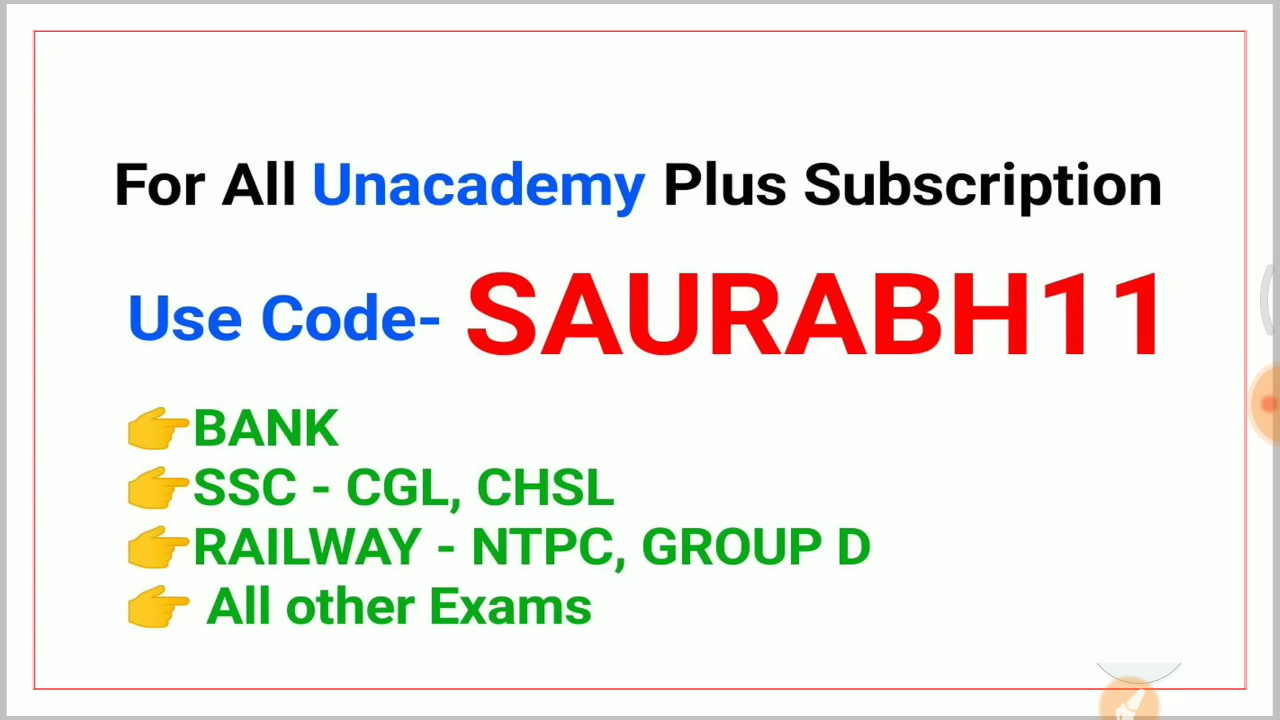 For All Unacademy Plus Subscription
Use Code- SAURABH11
👉BANK
👉SSC - CGL, CHSL
👉RAILWAY - NTPC, GROUP D
👉 All other Exams